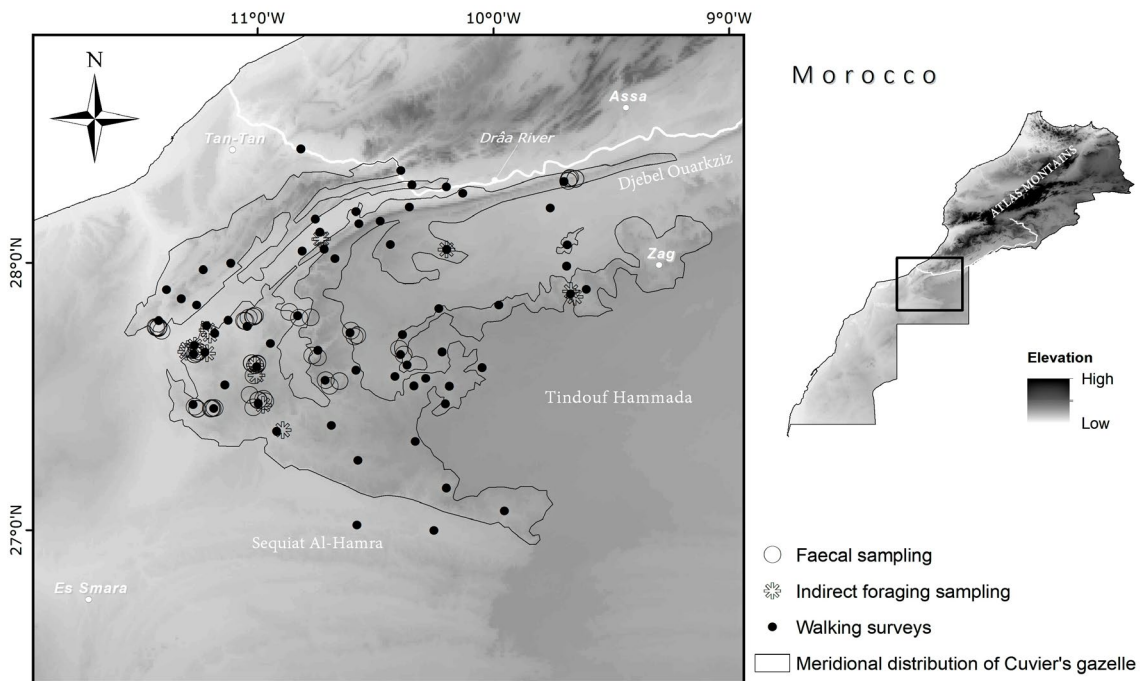 11°0'W 10°0'W 9°0'W
N
Morocco
Assa
Tan-Tan
Drâa River
Djebel Ouarkziz
ATLAS MONTAINS
Zag
28°0'N
Elevation
High
Low
Tindouf Hammada
27°0'N
Sequiat Al-Hamra
Es Smara
Faecal sampling
Indirect foraging sampling
Walking surveys
Meridional distribution of Cuvier's gazelle